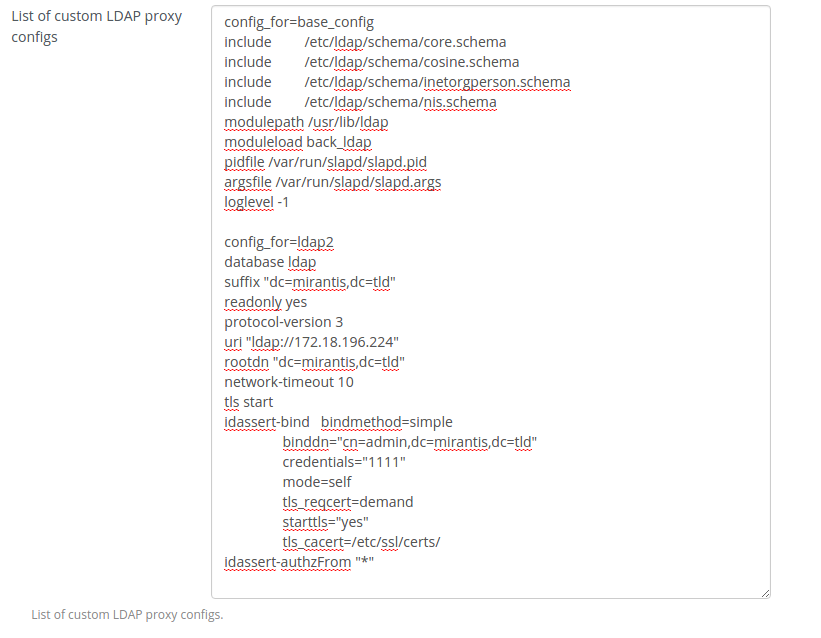 List of custom LDAP proxy
configs
config_for=base_config
include /etc/ldap/schema/core.schema
include /etc/ldap/schema/cosine.schema
include /etc/ldap/schema/inetorgperson.schema
include /etc/ldap/schema/nis.schema
modulepath /usr/lib/ldap
moduleload back_ldap
pidfile /var/run/slapd/slapd.pid
argsfile /var/run/slapd/slapd.args
loglevel -1

config_for=ldap2
database ldap
suffix "dc=mirantis,dc=tld"
readonly yes
protocol-version 3
uri "ldap://172.18.196.224"
rootdn "dc=mirantis,dc=tld"
network-timeout 10
tls start
idassert-bind bindmethod=simple
binddn="cn=admin,dc=mirantis,dc=tld"
credentials="1111"
mode=self
tls_reqcert=demand
starttls="yes"
tls_cacert=/etc/ssl/certs/
idassert-authzFrom "*"
List of custom LDAP proxy configs.